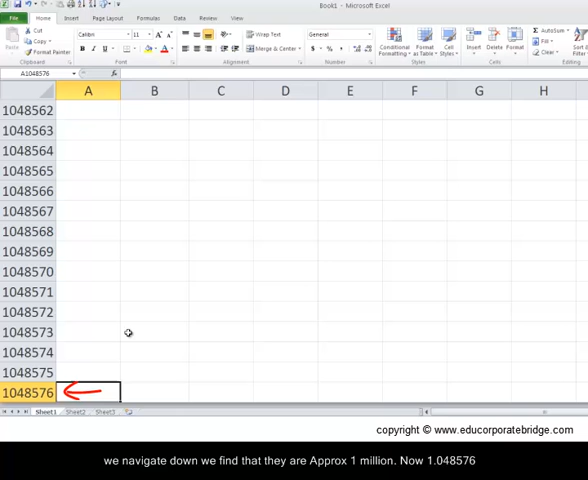 Book1 - Microsoft Excel
File Home Insert Page Layout Formulas Data Review View
Cut
Copy
Format Painter
Paste
Calibri 11
B I U
Wrap Text
Merge & Center
General
$ % ,
Conditional Formatting
Format as Table
Cell Styles
Insert Delete Format
AutoSum
Fill
Clear
Sort &
Clipboard Font Alignment Number Styles Cells Editing
A1048576 fx
A B C D E F G H
1048562
1048563
1048564
1048565
1048566
1048567
1048568
1048569
1048570
1048571
1048572
1048573
1048574
1048575
1048576
Sheet1 Sheet2 Sheet3
copyright © www.educorporatebridge.com
we navigate down we find that they are Approx 1 million. Now 1.048576